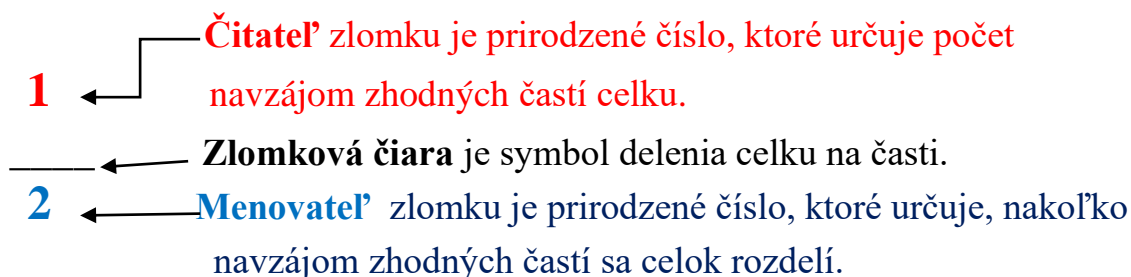 Čitateľ zlomku je prirodzené číslo, ktoré určuje počet
1 navzájom zhodných častí celku.
____ Zlomková čiara je symbol delenia celku na časti.
2 Menovateľ zlomku je prirodzené číslo, ktoré určuje, nakoľko
navzájom zhodných častí sa celok rozdelí.